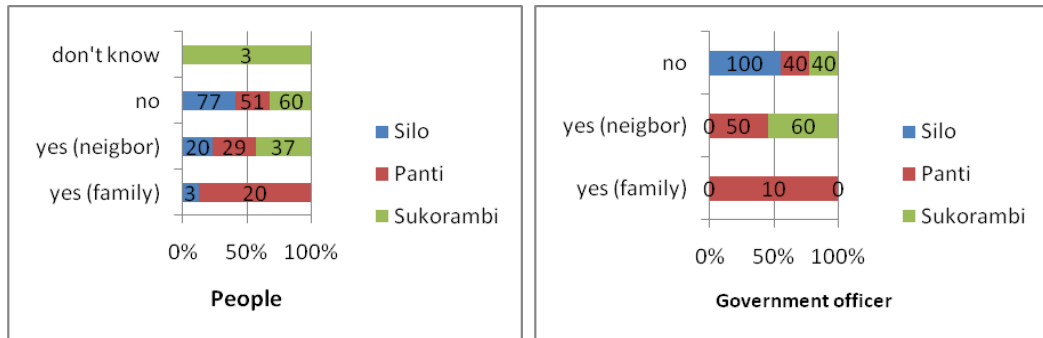 don't know
3
no
77 51 60
yes (neigbor)
20 29 37
yes (family)
3 20
0% 50% 100%
People
Silo
Panti
Sukorambi
no
100 40 40
yes (neigbor)
0 50 60
yes (family)
0 10 0
0% 50% 100%
Government officer
Silo
Panti
Sukorambi